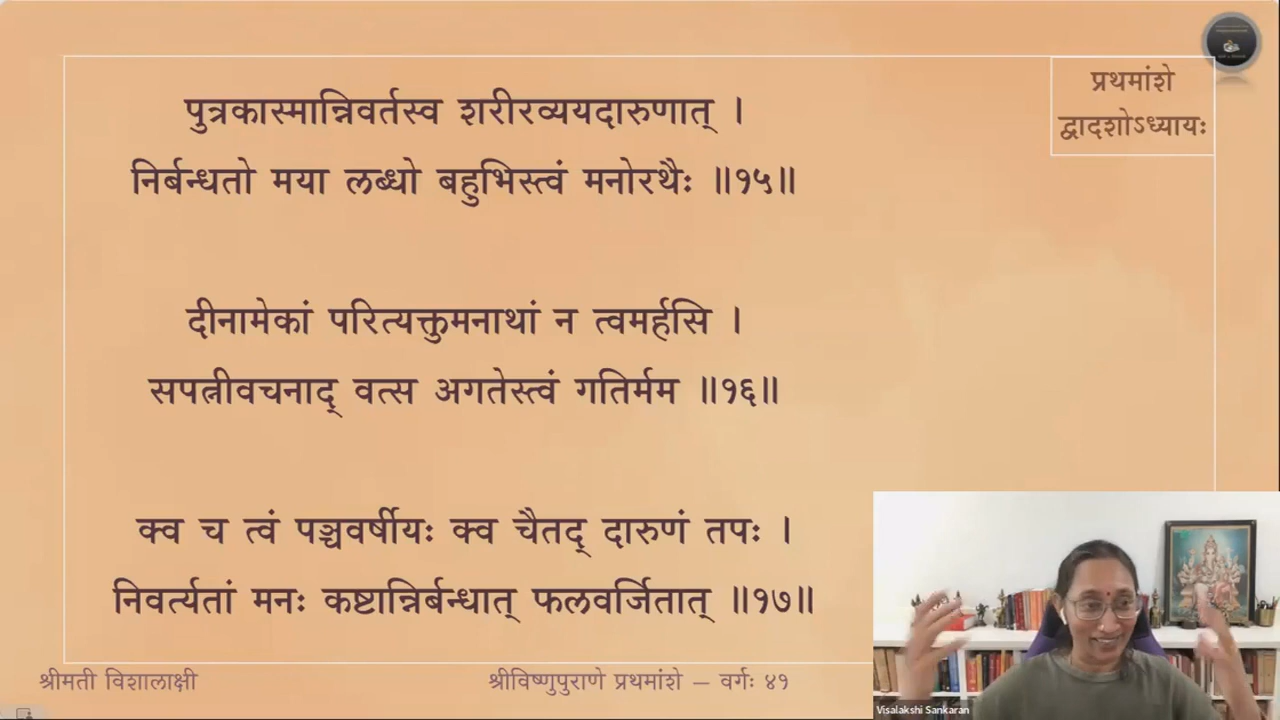 प्रथमांशे
द्वादशोऽध्यायः
पुत्रकास्मान्निवर्तस्व शरीरव्ययदारुणात् ।
निर्बन्धतो मया लब्धो बहुभिस्त्वं मनोरथैः ॥१५॥
दीनामेकां परित्यक्तुमनाथां न त्वमर्हसि ।
सपत्नीवचनाद् वत्स अगतेस्त्वं गतिर्मम ॥१६॥
क्व च त्वं पञ्चवर्षीयः क्व चैतद् दारुणं तपः ।
निवर्त्यतां मनः कष्टान्निर्बन्धात् फलवर्जितात् ॥१७॥
श्रीमती विशालाक्षी
श्रीविष्णुपुराणे प्रथमांशे – वर्गः ४१
Visalakshi Sankaran